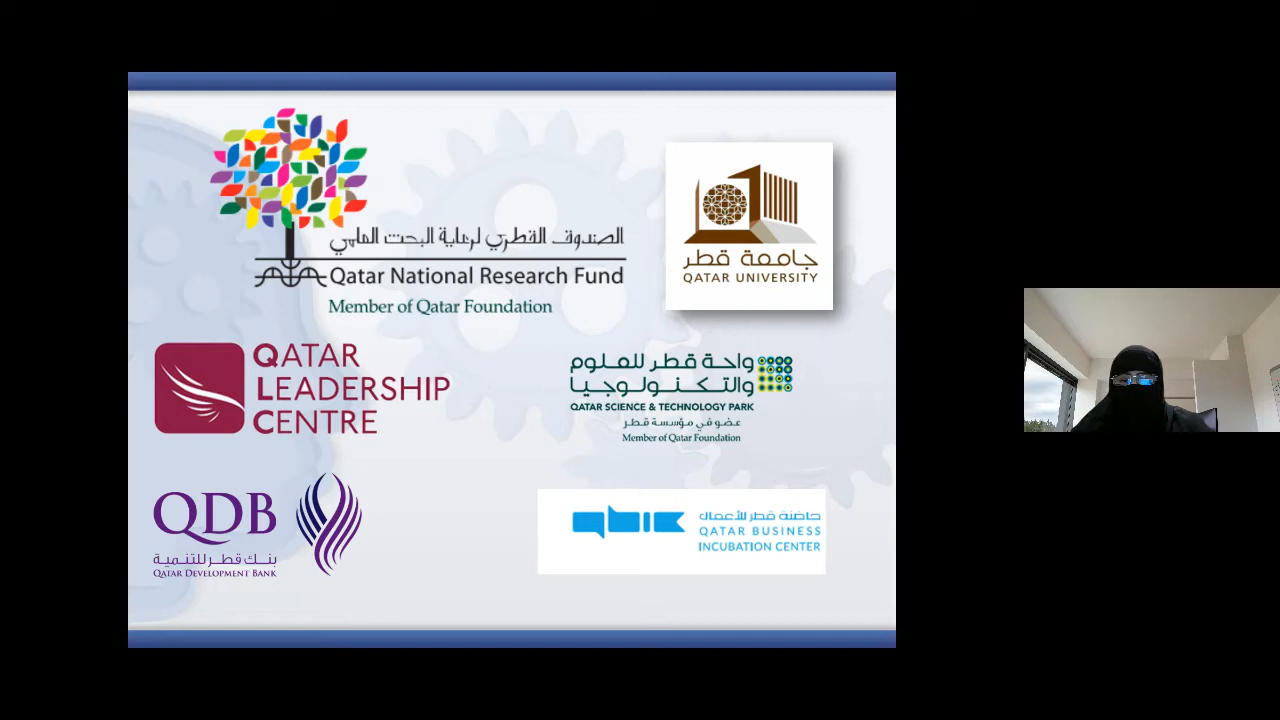 الصندوق القطري لرعاية البحث العلمي
Qatar National Research Fund
Member of Qatar Foundation
جامعة قطر
QATAR UNIVERSITY
QATAR
LEADERSHIP
CENTRE
واحة قطر للعلوم
والتكنولوجيا
QATAR SCIENCE & TECHNOLOGY PARK
عضو في مؤسسة قطر
Member of Qatar Foundation
QDB
بنك قطر للتنمية
QATAR DEVELOPMENT BANK
qbic
حاضنة قطر للأعمال
QATAR BUSINESS
INCUBATION CENTER